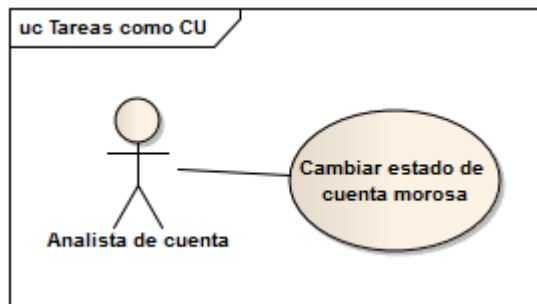 uc Tareas como CU
Cambiar estado de
cuenta morosa
Analista de cuenta